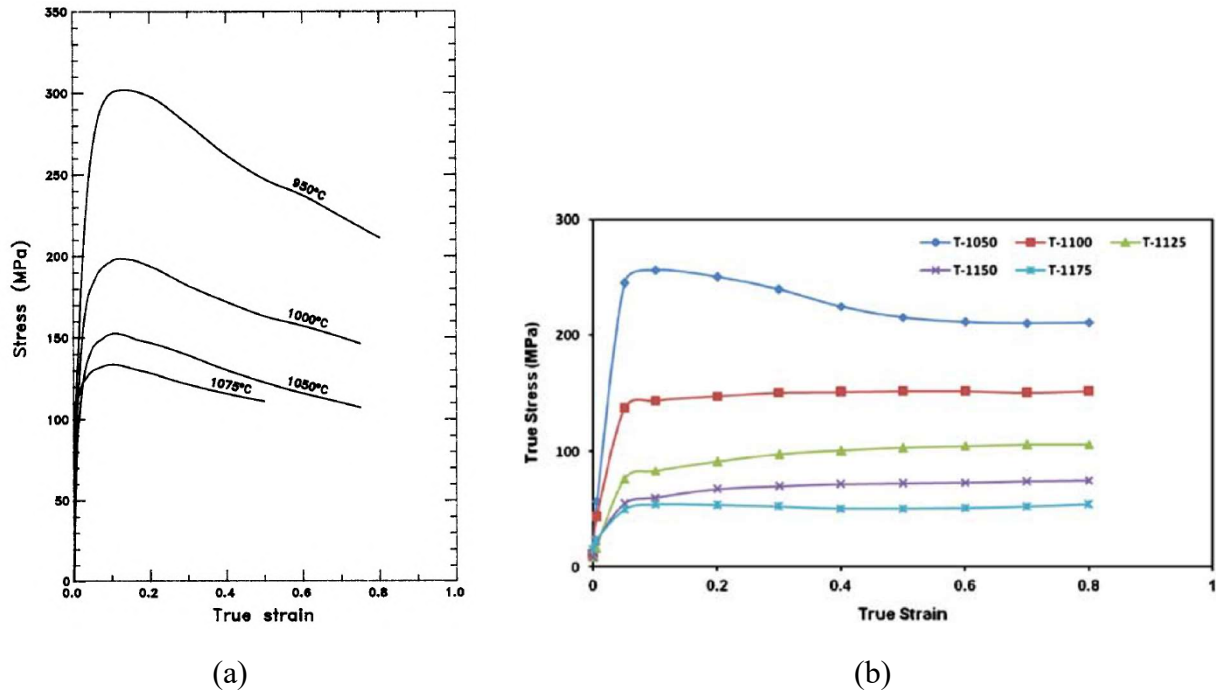 350
300
250
200
150
100
50
0
Stress (MPa)
950°C
1000°C
1050°C
1075°C
0.0 0.2 0.4 0.6 0.8 1.0
True strain
(a)
300
200
100
0
True Stress (MPa)
T-1050 T-1100 T-1125
T-1150 T-1175
0 0.2 0.4 0.6 0.8 1
True Strain
(b)